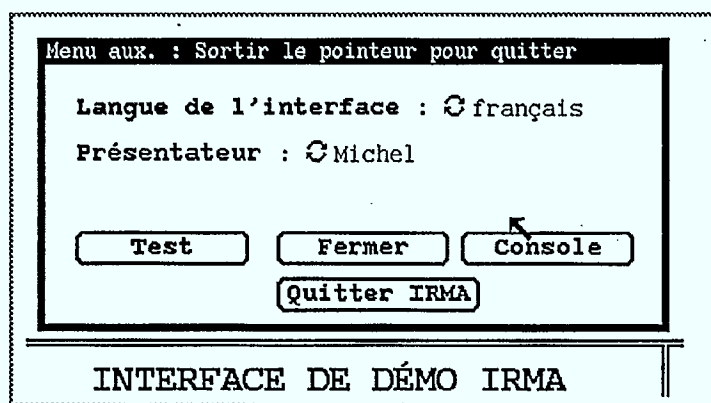 Menu aux. : Sortir le pointeur pour quitter
Langue de l'interface : français
Présentateur : Michel
Test Fermer Console
Quitter IRMA
INTERFACE DE DÉMO IRMA